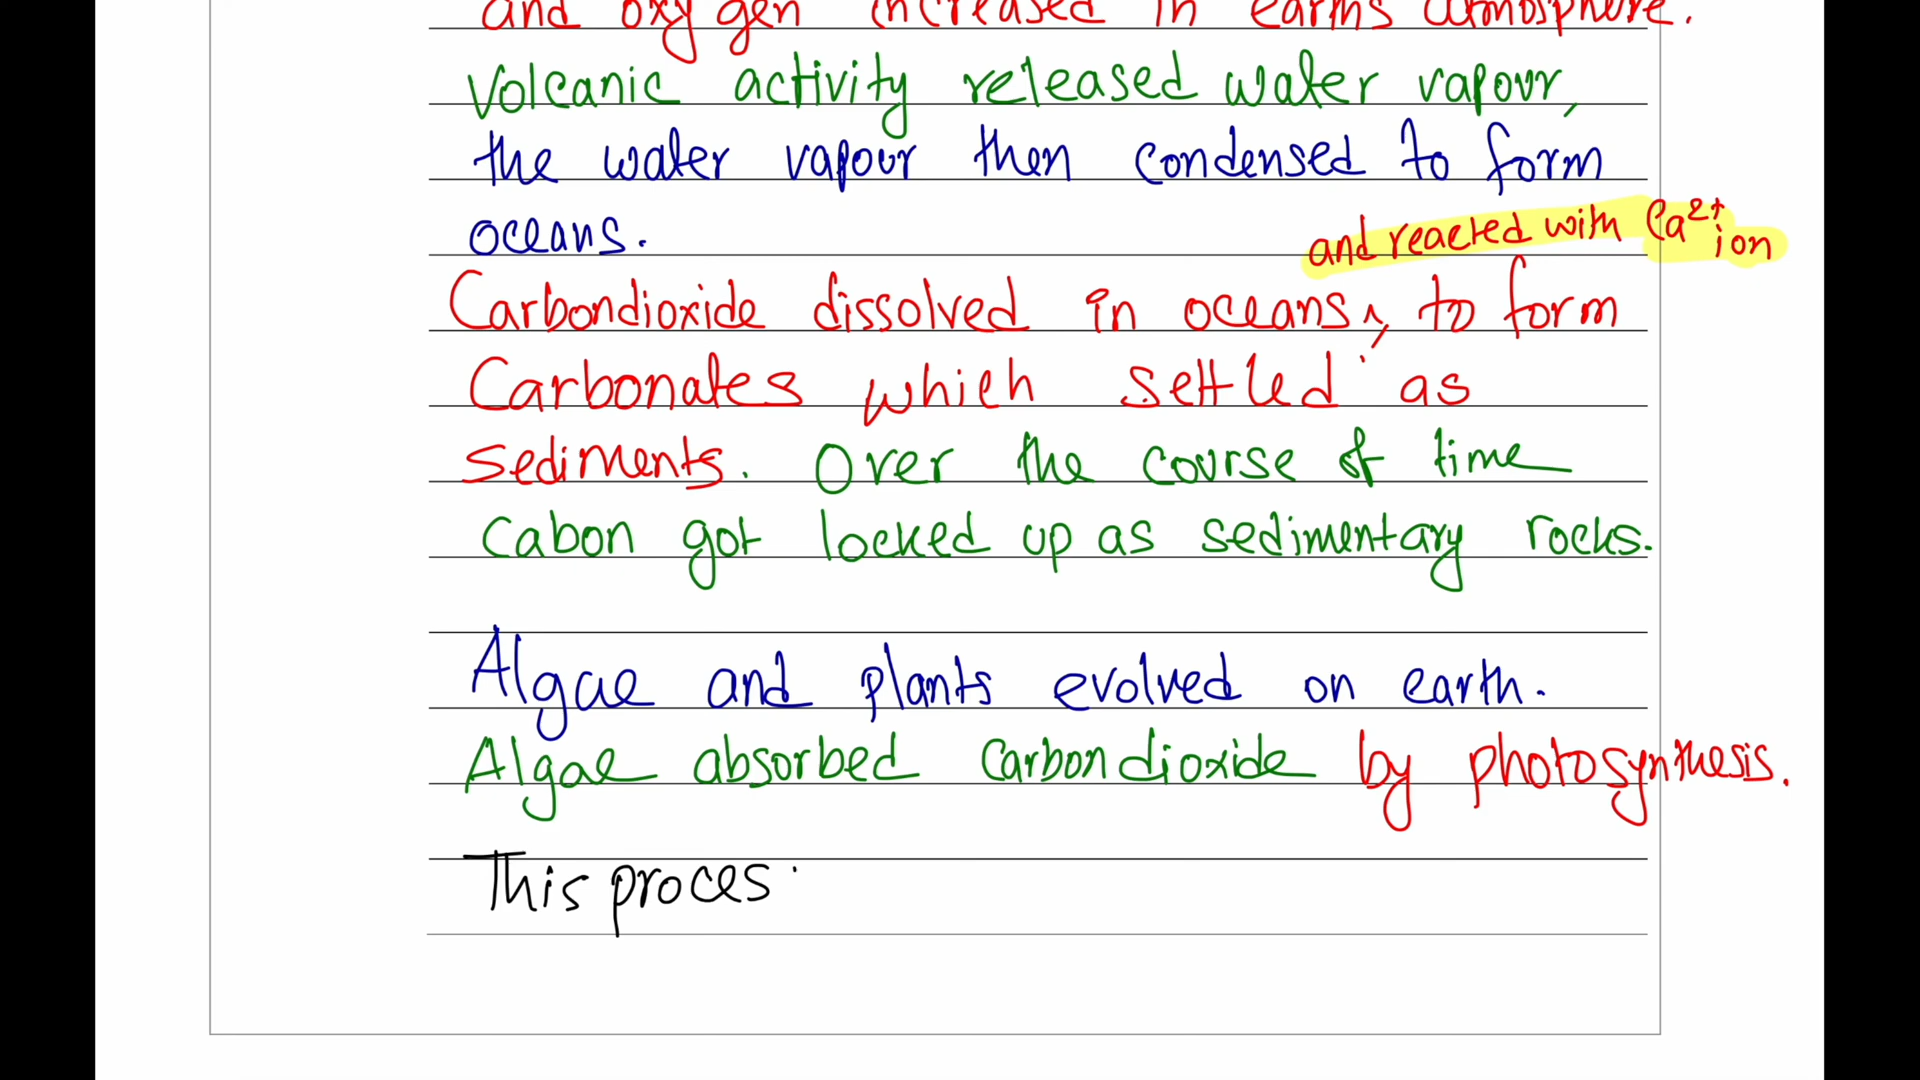 and oxygen increased in earths atmosphere.
Volcanic activity released water vapour,
the water vapour then condensed to form
oceans.
and reacted with Ca2+ ion
Carbondioxide dissolved in oceans, to form
Carbonates which settled as
sediments. Over the course of time
Cabon got locked up as sedimentary rocks.
Algae and plants evolved on earth.
Algae absorbed Carbondioxide by photosynthesis.
This proces